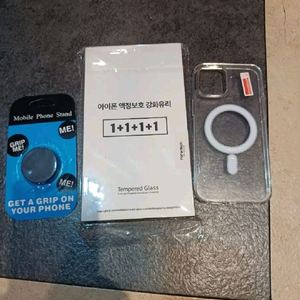 Mobile Phone Stand
ME!
GRIP
ME!
ME!
GET A GRIP ON
YOUR PHONE
아이폰 액정보호 강화유리
1+1+1+1
Tempered Glass